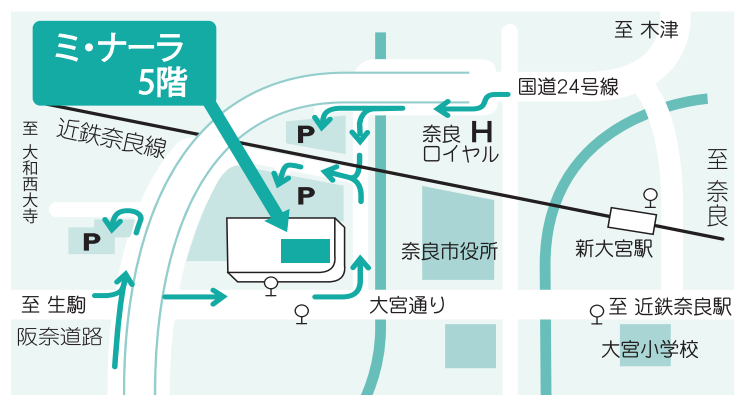 至 木津
ミ・ナーラ
5階
国道24号線
至 大和西大寺
近鉄奈良線
P
奈良 H
ロイヤル
至 奈良
P
P
奈良市役所
新大宮駅
至 生駒
大宮通り
至 近鉄奈良駅
阪奈道路
大宮小学校